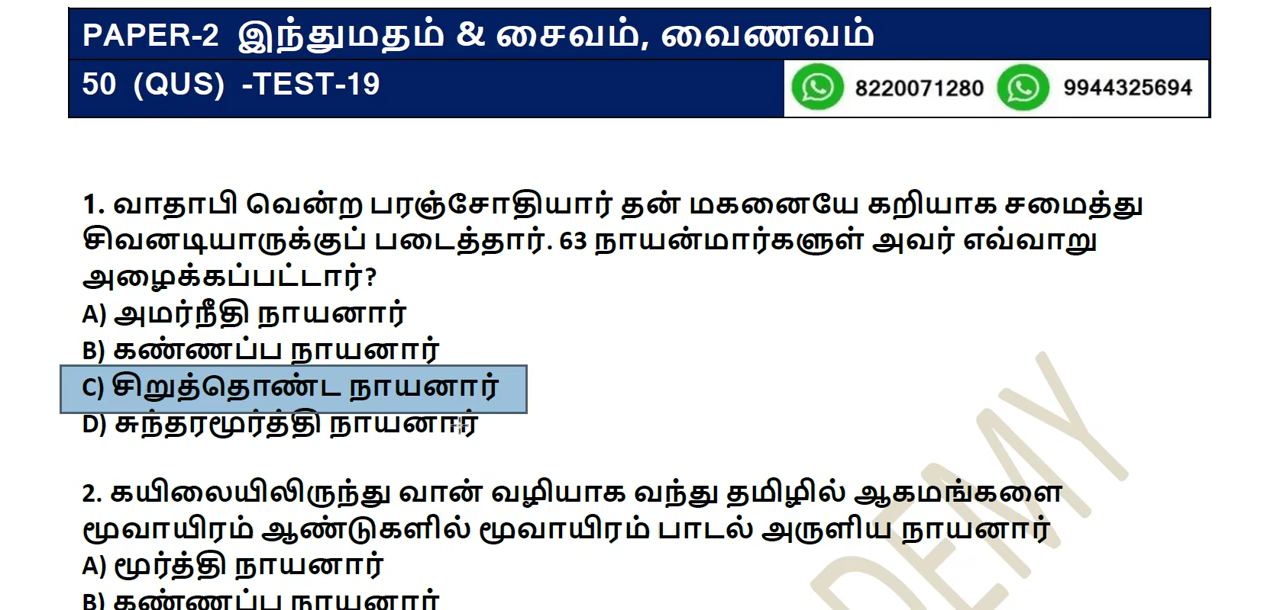 PAPER-2 இந்துமதம் & சைவம், வைணவம்
50 (QUS) -TEST-19
8220071280 9944325694
1. வாதாபி வென்ற பரஞ்சோதியார் தன் மகனையே கறியாக சமைத்து
சிவனடியாருக்குப் படைத்தார். 63 நாயன்மார்களுள் அவர் எவ்வாறு
அழைக்கப்பட்டார்?
A) அமர்நீதி நாயனார்
B) கண்ணப்ப நாயனார்
C) சிறுத்தொண்ட நாயனார்
D) சுந்தரமூர்த்தி நாயனார்
2. கயிலையிலிருந்து வான் வழியாக வந்து தமிழில் ஆகமங்களை
மூவாயிரம் ஆண்டுகளில் மூவாயிரம் பாடல் அருளிய நாயனார்
A) மூர்த்தி நாயனார்
B) கண்ணப்ப நாயனார்
DEMY